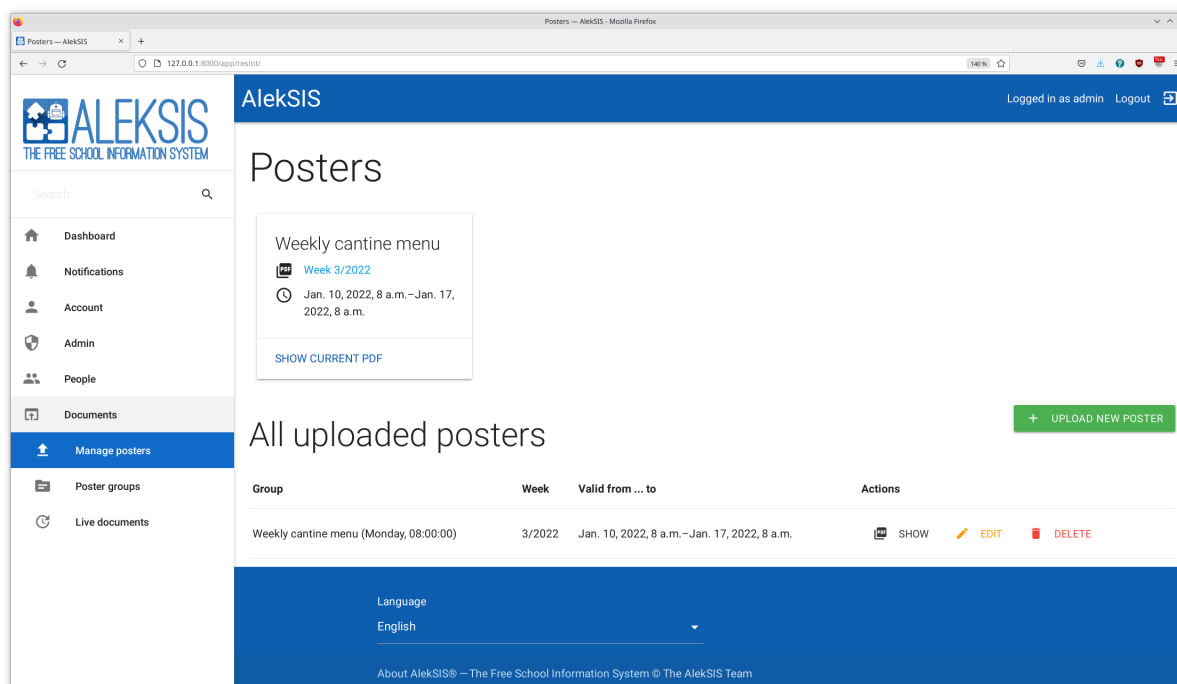 Posters — AlekSIS - Mozilla Firefox
Posters — AlekSIS
127.0.0.1:8000/app/resint/
140 %
No
ALEKSIS
THE FREE SCHOOL INFORMATION SYSTEM
AlekSIS
Logged in as admin Logout
Search
Dashboard
Notifications
Account
Admin
People
Documents
Manage posters
Poster groups
Live documents
Posters
Weekly cantine menu
PDF Week 3/2022
Jan. 10, 2022, 8 a.m.–Jan. 17,
2022, 8 a.m.
SHOW CURRENT PDF
UPLOAD NEW POSTER
All uploaded posters
Group Week Valid from ... to Actions
Weekly cantine menu (Monday, 08:00:00) 3/2022 Jan. 10, 2022, 8 a.m.–Jan. 17, 2022, 8 a.m. PDF SHOW EDIT DELETE
Language
English
About AlekSIS® — The Free School Information System © The AlekSIS Team